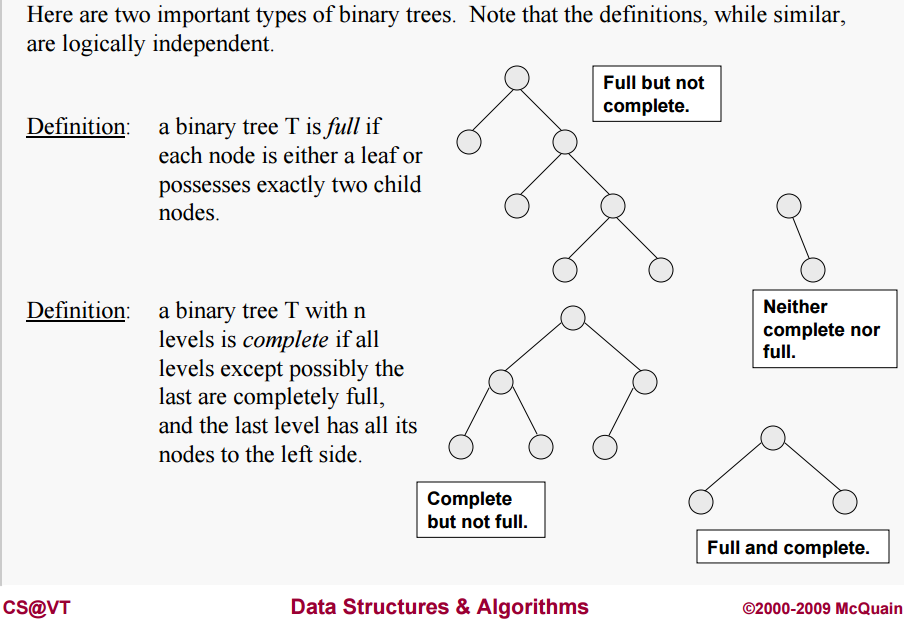 Here are two important types of binary trees.  Note that the definitions, while similar,
are logically independent.
Full but not
complete.
Definition:
a binary tree T is full if
each node is either a leaf or
possesses exactly two child
nodes.
Definition:
a binary tree T with n
levels is complete if all
levels except possibly the
last are completely full,
and the last level has all its
nodes to the left side.
Neither
complete nor
full.
Complete
but not full.
Full and complete.
CS@VT
Data Structures & Algorithms
©2000-2009 McQuain